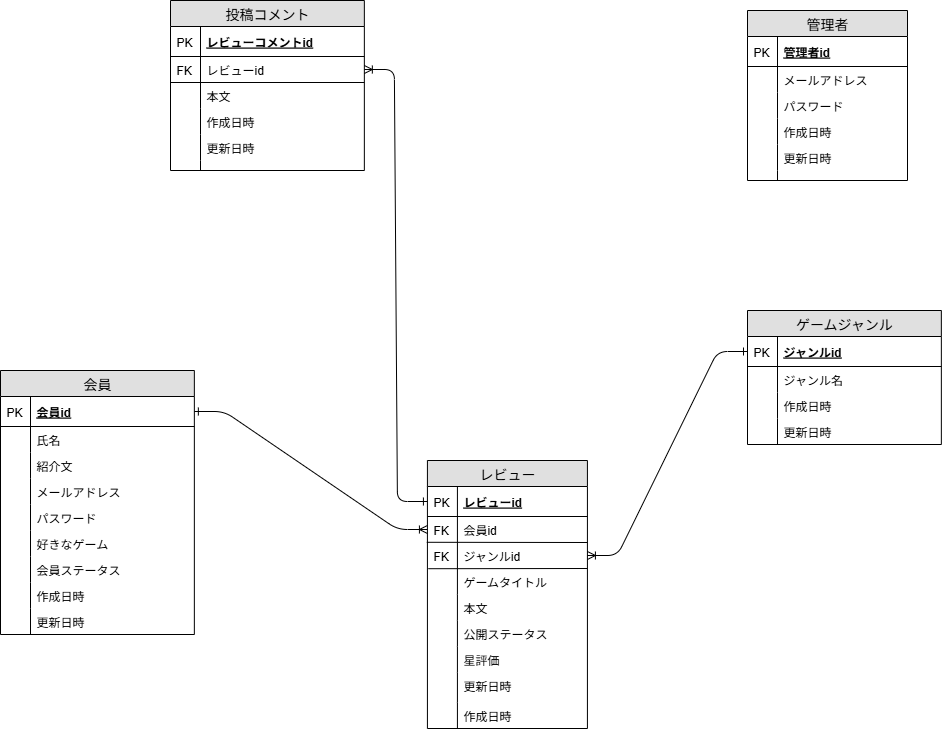 投稿コメント
PK レビューコメントid
FK レビューid
本文
作成日時
更新日時
管理者
PK 管理者id
メールアドレス
パスワード
作成日時
更新日時
会員
PK 会員id
氏名
紹介文
メールアドレス
パスワード
好きなゲーム
会員ステータス
作成日時
更新日時
ゲームジャンル
PK ジャンルid
ジャンル名
作成日時
更新日時
レビュー
PK レビューid
FK 会員id
FK ジャンルid
ゲームタイトル
本文
公開ステータス
星評価
更新日時
作成日時